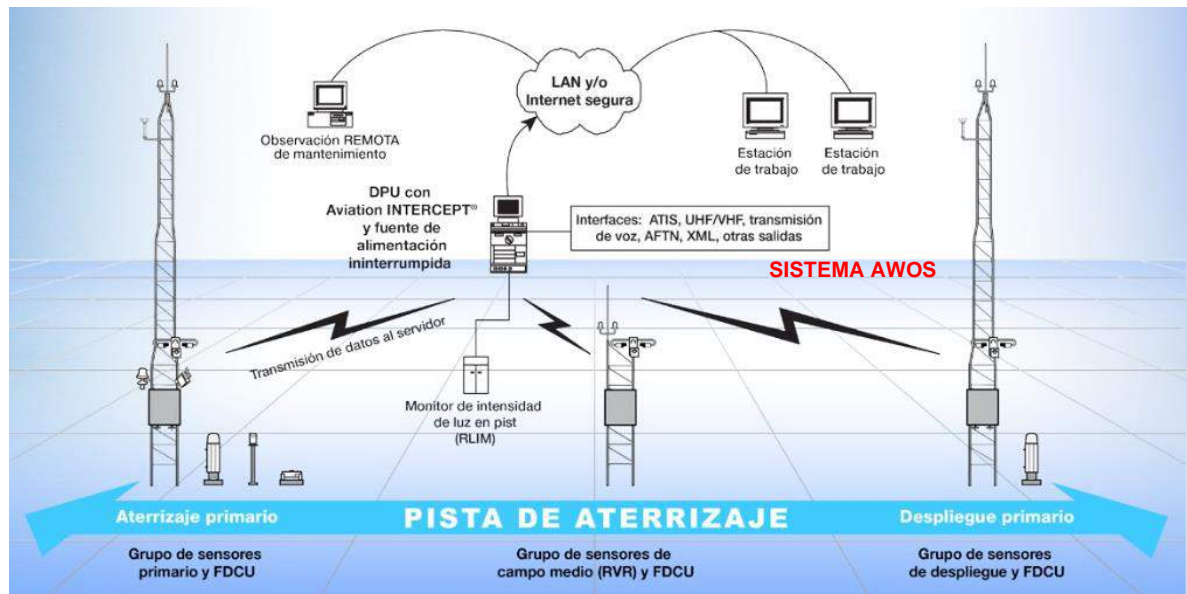 LAN y/o
Internet segura
Observación REMOTA
de mantenimiento
Estación
de trabajo
Estación
de trabajo
DPU con
Aviation INTERCEPT®
y fuente de
alimentación
ininterrumpida
Interfaces: ATIS, UHF/VHF, transmisión
de voz, AFTN, XML, otras salidas
SISTEMA AWOS
Transmisión de datos al servidor
Monitor de intensidad
de luz en pist
(RLIM)
Aterrizaje primario
PISTA DE ATERRIZAJE
Despliegue primario
Grupo de sensores
primario y FDCU
Grupo de sensores de
campo medio (RVR) y FDCU
Grupo de sensores
de despliegue y FDCU